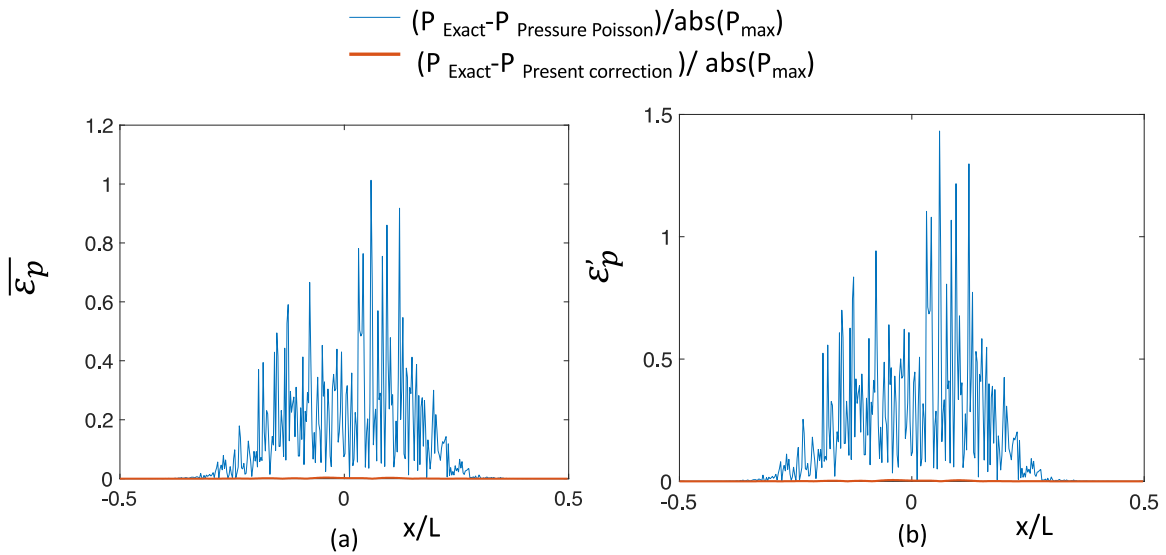 (P Exact-P Pressure Poisson)/abs(Pmax)
(P Exact-P Present correction)/ abs(Pmax)
1.2
1
0.8
0.6
0.4
0.2
0
-0.5
0
0.5
ε̅p
(a)
x/L
1.5
1
0.5
0
-0.5
0
0.5
ε'p
(b)
x/L